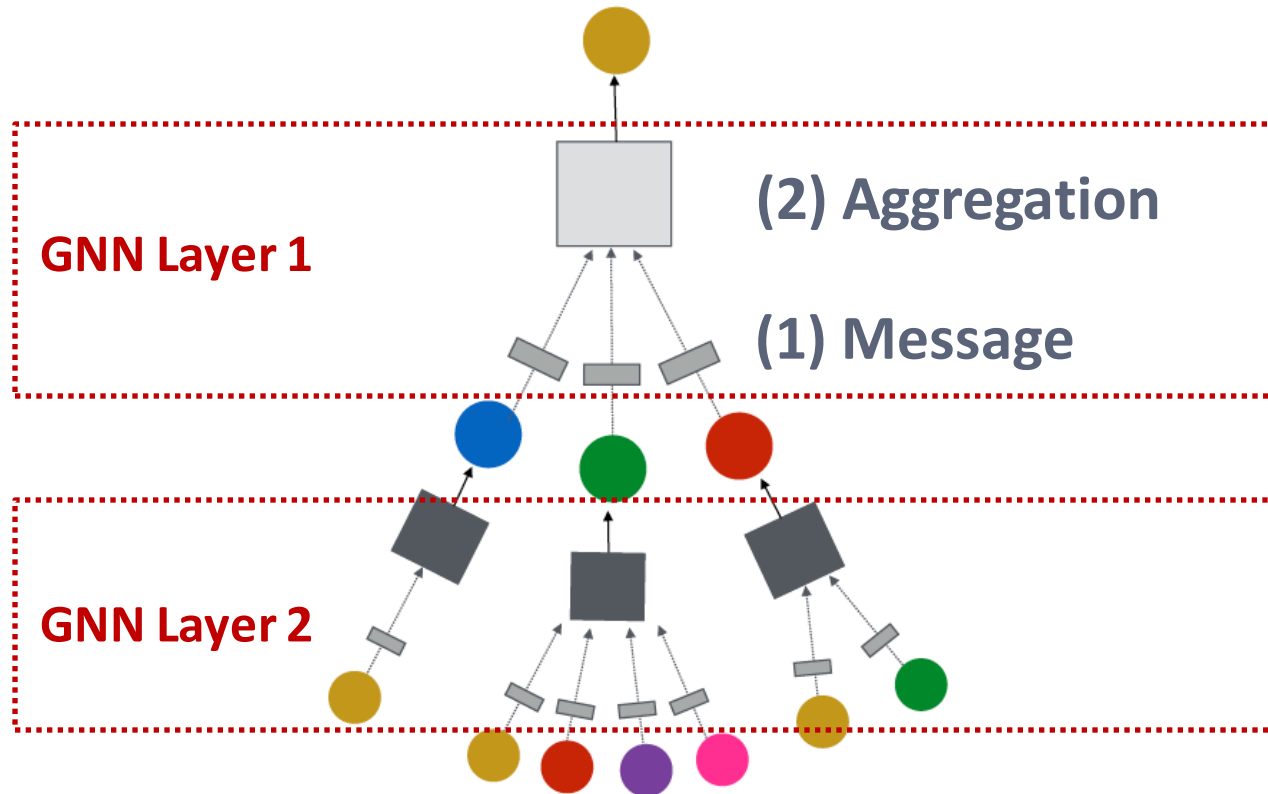 (2) Aggregation
GNN Layer 1
(1) Message
GNN Layer 2